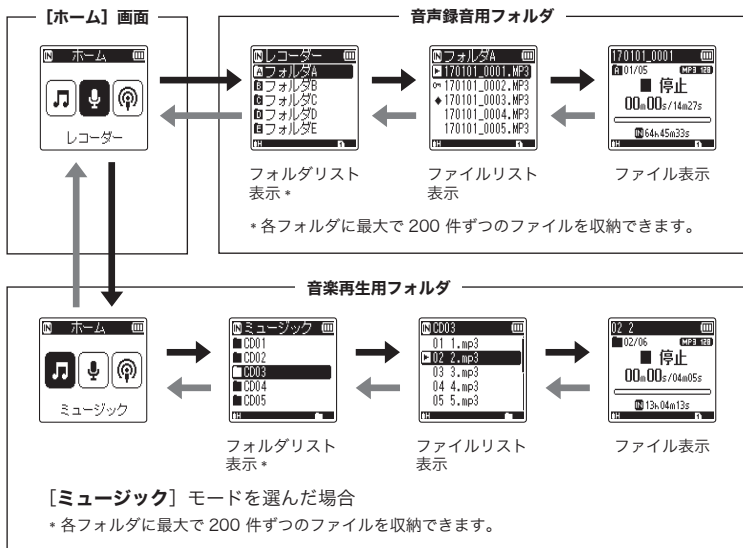 ［ホーム］画面
ホーム
レコーダー
音声録音用フォルダ
レコーダー
フォルダA
フォルダB
フォルダC
フォルダD
フォルダE
フォルダリスト
表示 *
フォルダA
170101_0001.MP3
170101_0002.MP3
170101_0003.MP3
170101_0004.MP3
170101_0005.MP3
ファイルリスト
表示
170101_0001
01/05 MP3 128
停止
00m00s/14m27s
IN 64h45m33s
ファイル表示
* 各フォルダに最大で 200 件ずつのファイルを収納できます。
音楽再生用フォルダ
ホーム
ミュージック
ミュージック
CD01
CD02
CD03
CD04
CD05
フォルダリスト
表示 *
CD03
01 1.mp3
02 2.mp3
03 3.mp3
04 4.mp3
05 5.mp3
ファイルリスト
表示
02 2
02/06 MP3 128
停止
00m00s/04m05s
IN 13h04m13s
ファイル表示
［ミュージック］モードを選んだ場合
* 各フォルダに最大で 200 件ずつのファイルを収納できます。